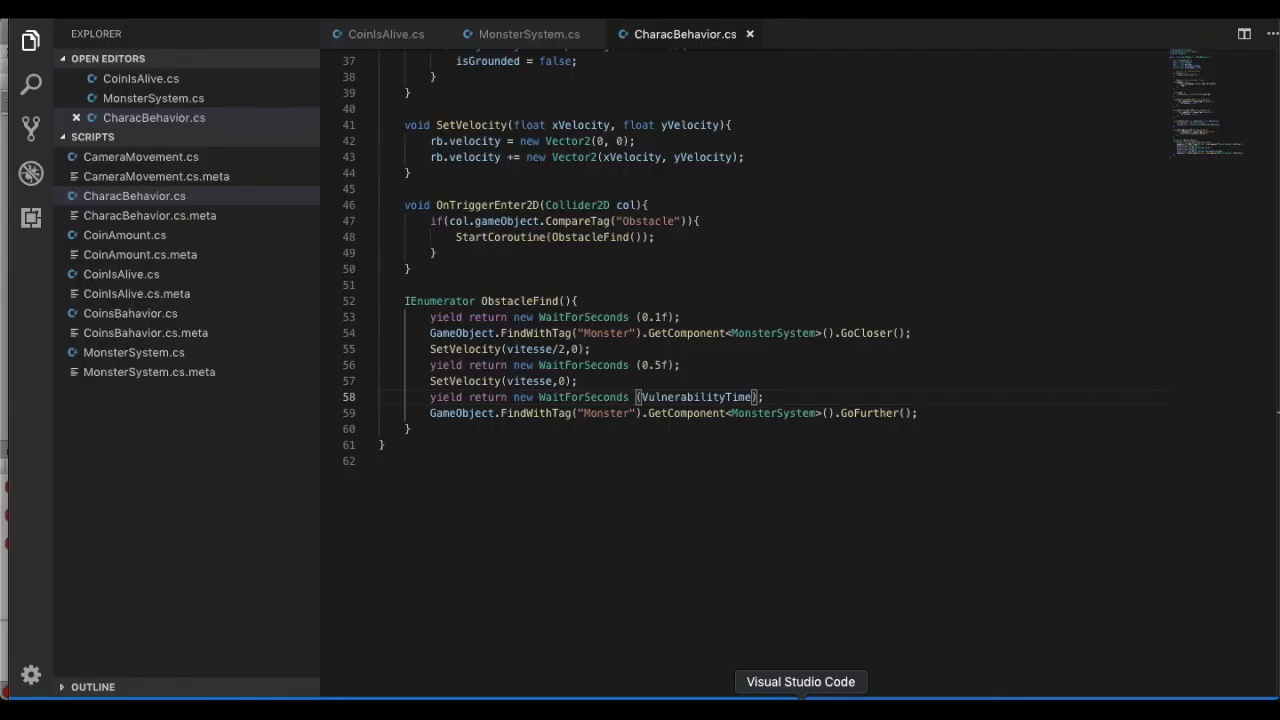 EXPLORER
OPEN EDITORS
CoinIsAlive.cs
MonsterSystem.cs
CharacBehavior.cs
SCRIPTS
CameraMovement.cs
CameraMovement.cs.meta
CharacBehavior.cs
CharacBehavior.cs.meta
CoinAmount.cs
CoinAmount.cs.meta
CoinIsAlive.cs
CoinIsAlive.cs.meta
CoinsBahavior.cs
CoinsBahavior.cs.meta
MonsterSystem.cs
MonsterSystem.cs.meta
OUTLINE
CoinIsAlive.cs MonsterSystem.cs CharacBehavior.cs
37 isGrounded = false;
38 }
39 }
40
41 void SetVelocity(float xVelocity, float yVelocity){
42 rb.velocity = new Vector2(0, 0);
43 rb.velocity += new Vector2(xVelocity, yVelocity);
44 }
45
46 void OnTriggerEnter2D(Collider2D col){
47 if(col.gameObject.CompareTag("Obstacle")){
48 StartCoroutine(ObstacleFind());
49 }
50 }
51
52 IEnumerator ObstacleFind(){
53 yield return new WaitForSeconds (0.1f);
54 GameObject.FindWithTag("Monster").GetComponent<MonsterSystem>().GoCloser();
55 SetVelocity(vitesse/2,0);
56 yield return new WaitForSeconds (0.5f);
57 SetVelocity(vitesse,0);
58 yield return new WaitForSeconds (VulnerabilityTime);
59 GameObject.FindWithTag("Monster").GetComponent<MonsterSystem>().GoFurther();
60 }
61 }
62
Visual Studio Code